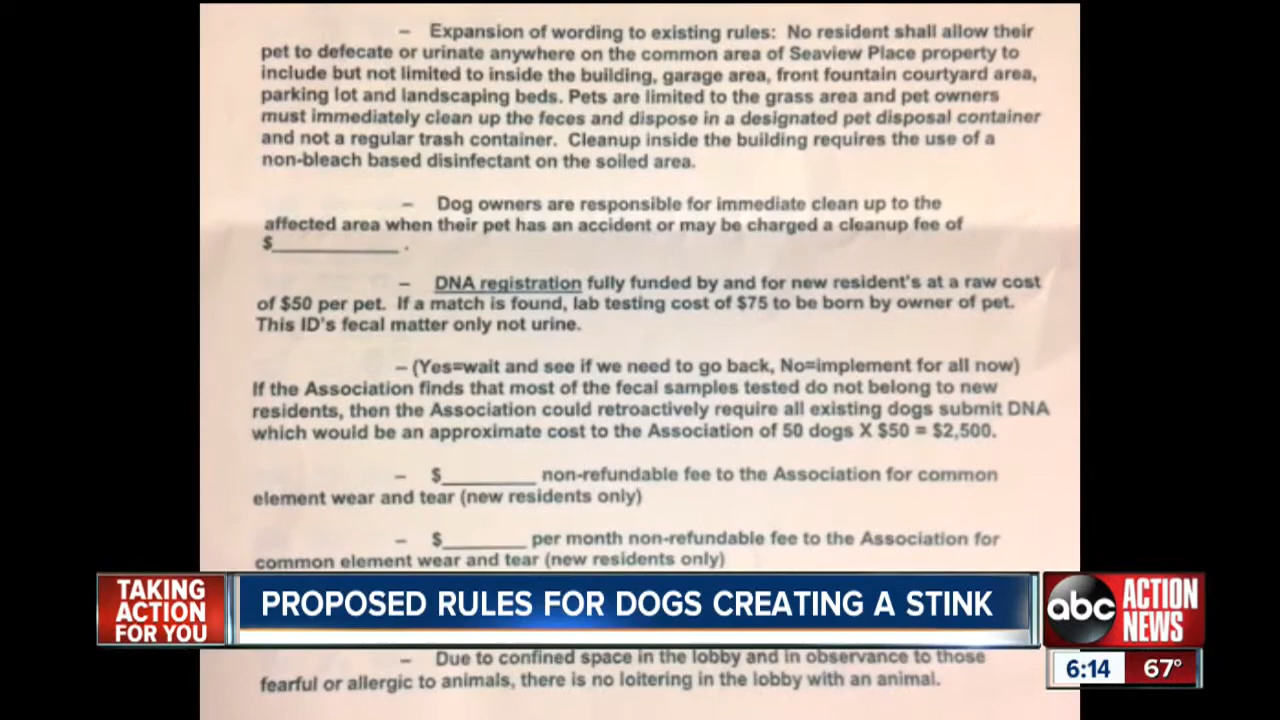 – Expansion of wording to existing rules: No resident shall allow their
pet to defecate or urinate anywhere on the common area of Seaview Place property to
include but not limited to inside the building, garage area, front fountain courtyard area,
parking lot and landscaping beds. Pets are limited to the grass area and pet owners
must immediately clean up the feces and dispose in a designated pet disposal container
and not a regular trash container. Cleanup inside the building requires the use of a
non-bleach based disinfectant on the soiled area.
– Dog owners are responsible for immediate clean up to the
affected area when their pet has an accident or may be charged a cleanup fee of
$____________ .
– DNA registration fully funded by and for new resident's at a raw cost
of $50 per pet. If a match is found, lab testing cost of $75 to be born by owner of pet.
This ID's fecal matter only not urine.
– (Yes=wait and see if we need to go back, No=implement for all now)
If the Association finds that most of the fecal samples tested do not belong to new
residents, then the Association could retroactively require all existing dogs submit DNA
which would be an approximate cost to the Association of 50 dogs X $50 = $2,500.
– $_________ non-refundable fee to the Association for common
element wear and tear (new residents only)
– $________ per month non-refundable fee to the Association for
common element wear and tear (new residents only)
TAKING
ACTION
FOR YOU
PROPOSED RULES FOR DOGS CREATING A STINK
abc
ACTION
NEWS
6:14 67°
– Due to confined space in the lobby and in observance to those
fearful or allergic to animals, there is no loitering in the lobby with an animal.